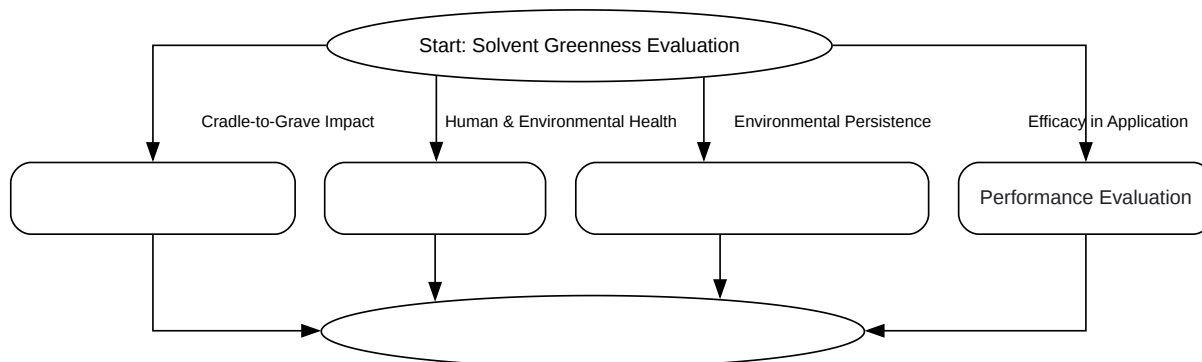 Start: Solvent Greenness Evaluation
Cradle-to-Grave Impact
Human & Environmental Health
Environmental Persistence
Efficacy in Application
Performance Evaluation